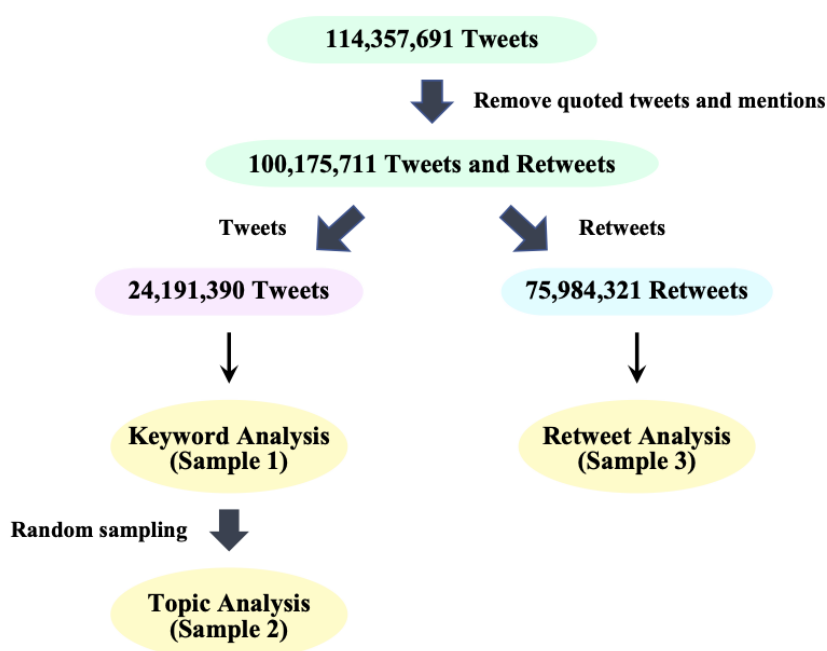 114,357,691 Tweets
Remove quoted tweets and mentions
100,175,711 Tweets and Retweets
Tweets
Retweets
24,191,390 Tweets
75,984,321 Retweets
Keyword Analysis
(Sample 1)
Retweet Analysis
(Sample 3)
Random sampling
Topic Analysis
(Sample 2)